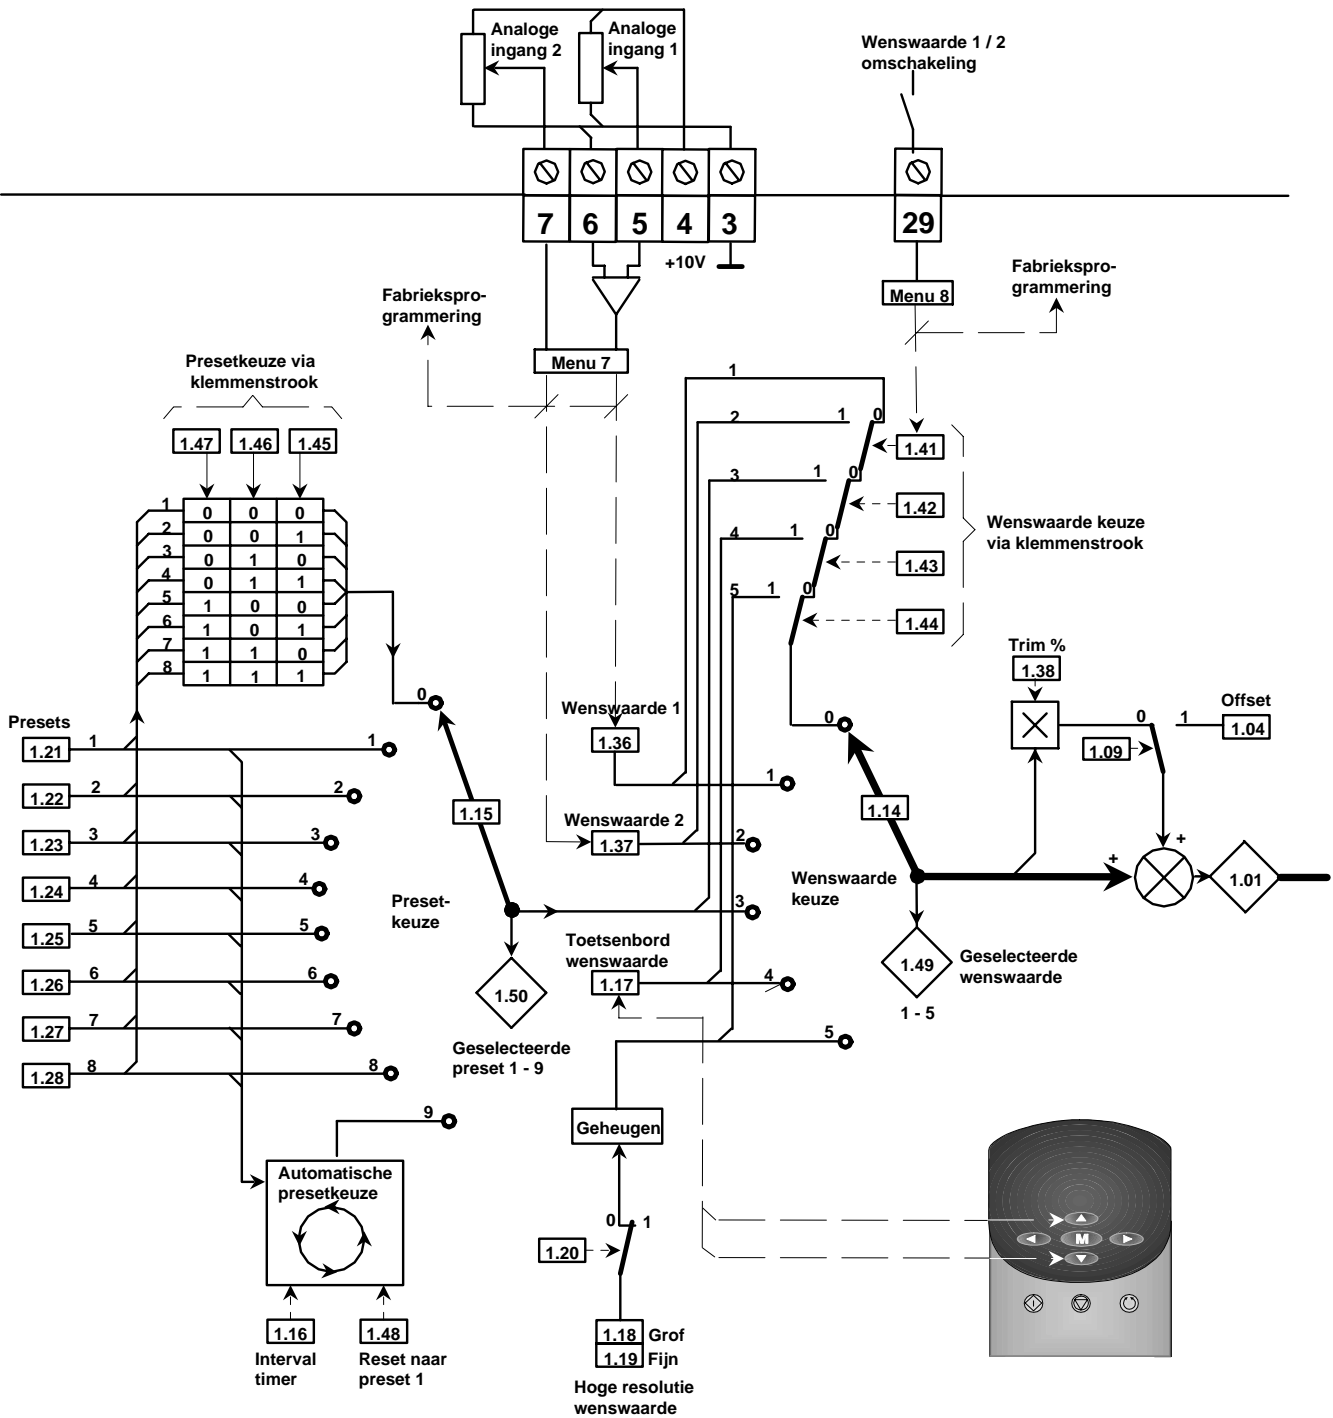 Analoge
ingang 2
Analoge
ingang 1
Wenswaarde 1 / 2
omschakeling
7 6 5 4 3
29
+10V
Fabriekspro-
grammering
Menu 7
Menu 8
Fabriekspro-
grammering
Presetkeuze via
klemmenstrook
1.47 1.46 1.45
1 0 0 0
2 0 0 1
3 0 1 0
4 0 1 1
5 1 0 0
6 1 0 1
7 1 1 0
8 1 1 1
1
2 1 0
1.41
3 1 0
1.42
4 1 0
1.43
5 1 0
1.44
Wenswaarde keuze
via klemmenstrook
Trim %
1.38
Offset
0 1 1.04
1.09
+
+
1.01
Presets
1.21 1 1
1.22 2 2
1.23 3 3
1.24 4 4
1.25 5 5
1.26 6 6
1.27 7 7
1.28 8 8
9
0
1.15
Preset-
keuze
1.50
Geselecteerde
preset 1 - 9
Wenswaarde 1
1.36
1
Wenswaarde 2
1.37
2
3
Toetsenbord
wenswaarde
1.17
4
5
0
1.14
Wenswaarde
keuze
1.49
Geselecteerde
wenswaarde
1 - 5
Geheugen
0 1
1.20
1.18 Grof
1.19 Fijn
Hoge resolutie
wenswaarde
Automatische
presetkeuze
1.16
Interval
timer
1.48
Reset naar
preset 1
M